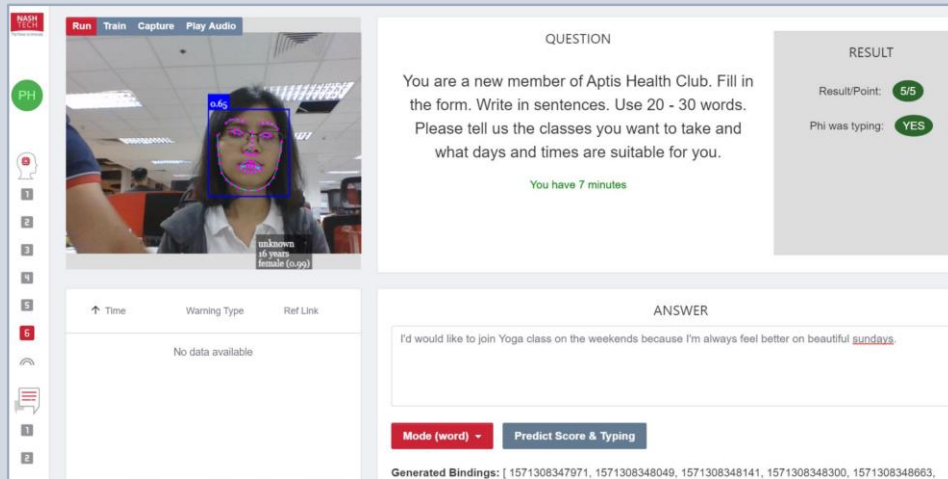 NASH
TECH
Run Train Capture Play Audio
PH
0.65
unknown
16 years
female (0.99)
QUESTION
You are a new member of Aptis Health Club. Fill in
the form. Write in sentences. Use 20 - 30 words.
Please tell us the classes you want to take and
what days and times are suitable for you.
You have 7 minutes
RESULT
Result/Point: 5/5
Phi was typing: YES
1
2
3
4
5
6
1
2
↑ Time Warning Type Ref Link
No data available
ANSWER
I'd would like to join Yoga class on the weekends because I'm always feel better on beautiful sundays.
Mode (word) Predict Score & Typing
Generated Bindings: [ 1571308347971, 1571308348049, 1571308348141, 1571308348300, 1571308348663,